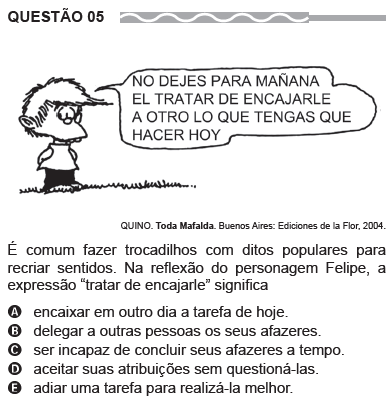 QUESTÃO 05
NO DEJES PARA MAÑANA
EL TRATAR DE ENCAJARLE
A OTRO LO QUE TENGAS QUE
HACER HOY
QUINO. Toda Mafalda. Buenos Aires: Ediciones de la Flor, 2004.
É comum fazer trocadilhos com ditos populares para
recriar sentidos. Na reflexão do personagem Felipe, a
expressão “tratar de encajarle” significa
A encaixar em outro dia a tarefa de hoje.
B delegar a outras pessoas os seus afazeres.
C ser incapaz de concluir seus afazeres a tempo.
D aceitar suas atribuições sem questioná-las.
E adiar uma tarefa para realizá-la melhor.